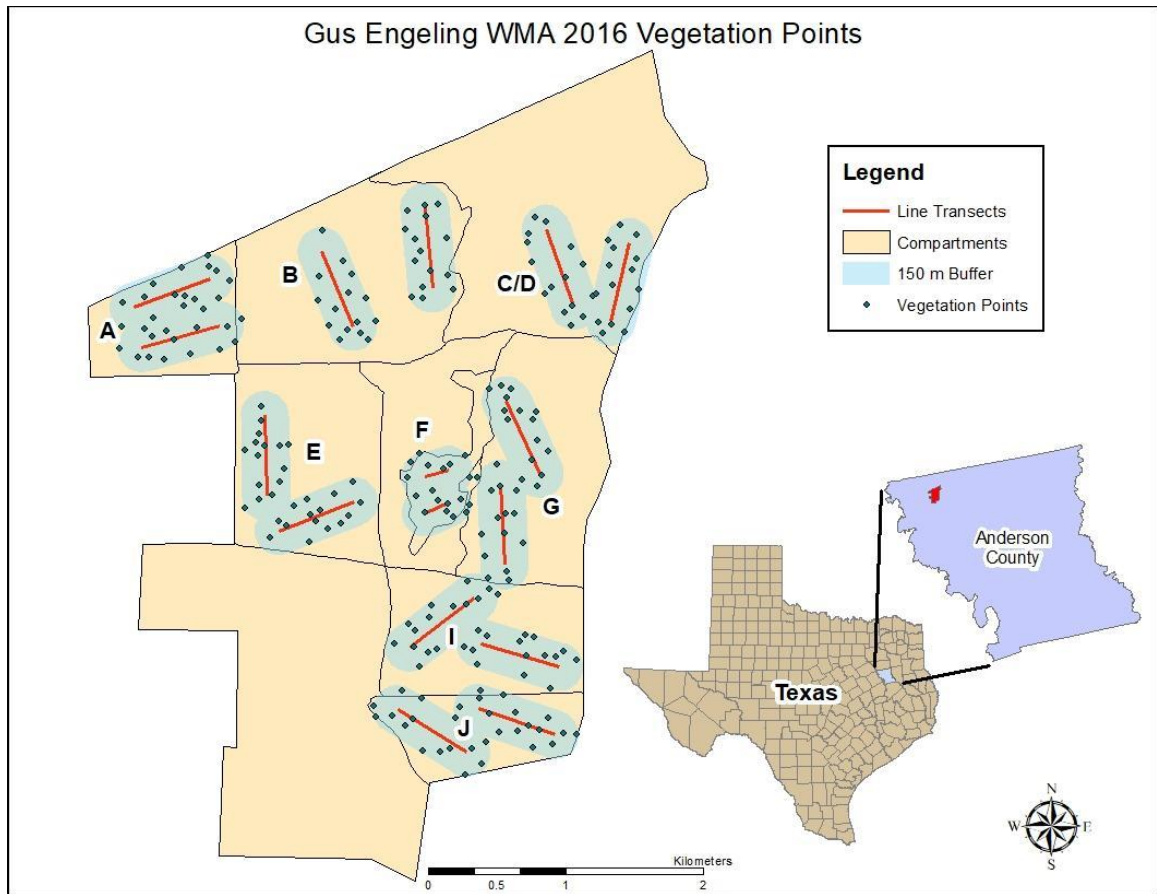 Gus Engeling WMA 2016 Vegetation Points
Legend
Line Transects
Compartments
150 m Buffer
Vegetation Points
A
B
C/D
E
F
G
I
J
Anderson
County
Texas
N
W
E
S
Kilometers
0 0.5 1 2